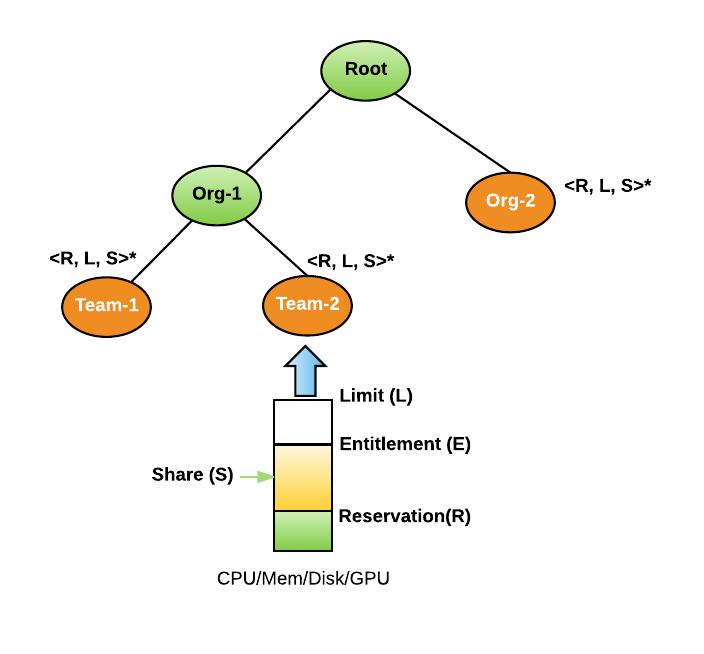 Root
Org-1
<R, L, S>*
Org-2
<R, L, S>*
<R, L, S>*
Team-1
Team-2
Limit (L)
Entitlement (E)
Share (S)
Reservation(R)
CPU/Mem/Disk/GPU